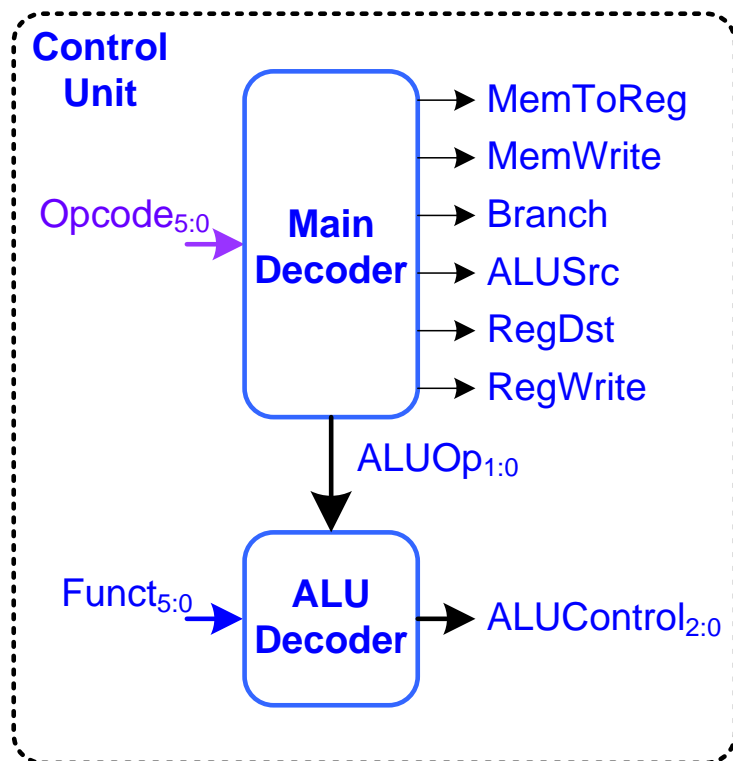 Control
Unit
MemToReg
MemWrite
Opcode5:0
Branch
Main
Decoder
ALUSrc
RegDst
RegWrite
ALUOp1:0
Funct5:0
ALU
Decoder
ALUControl2:0